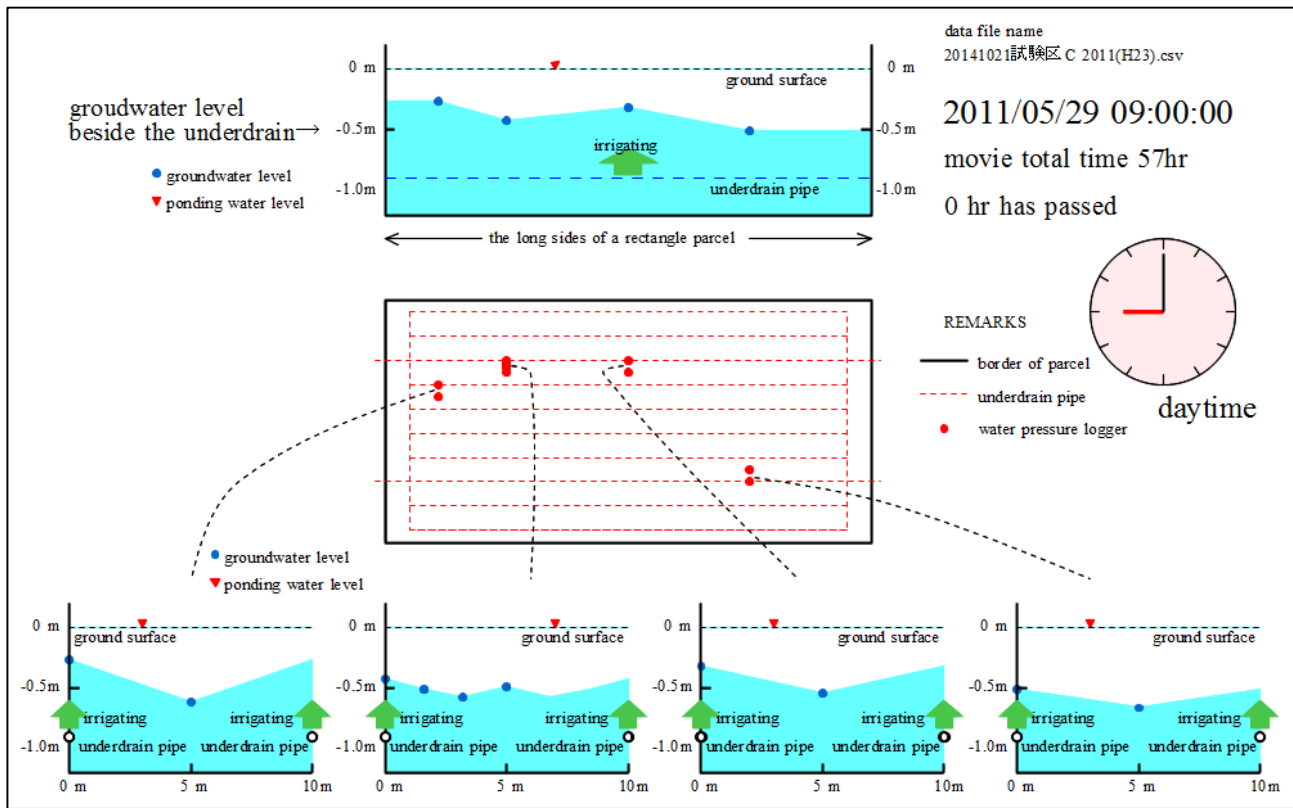 data file name
20141021試験区 C 2011(H23).csv
2011/05/29 09:00:00
movie total time 57hr
0 hr has passed
0 m
0 m
ground surface
groudwater level
beside the underdrain→
-0.5m
-0.5m
irrigating
groundwater level
ponding water level
-1.0m
-1.0m
underdrain pipe
the long sides of a rectangle parcel
REMARKS
border of parcel
underdrain pipe
water pressure logger
daytime
groundwater level
ponding water level
0 m
ground surface
-0.5m
irrigating
irrigating
-1.0m
underdrain pipe
underdrain pipe
0 m
5 m
10m
0 m
ground surface
-0.5m
irrigating
irrigating
-1.0m
underdrain pipe
underdrain pipe
0 m
5 m
10m
0 m
ground surface
-0.5m
irrigating
irrigating
-1.0m
underdrain pipe
underdrain pipe
0 m
5 m
10m
0 m
ground surface
-0.5m
irrigating
irrigating
-1.0m
underdrain pipe
underdrain pipe
0 m
5 m
10m